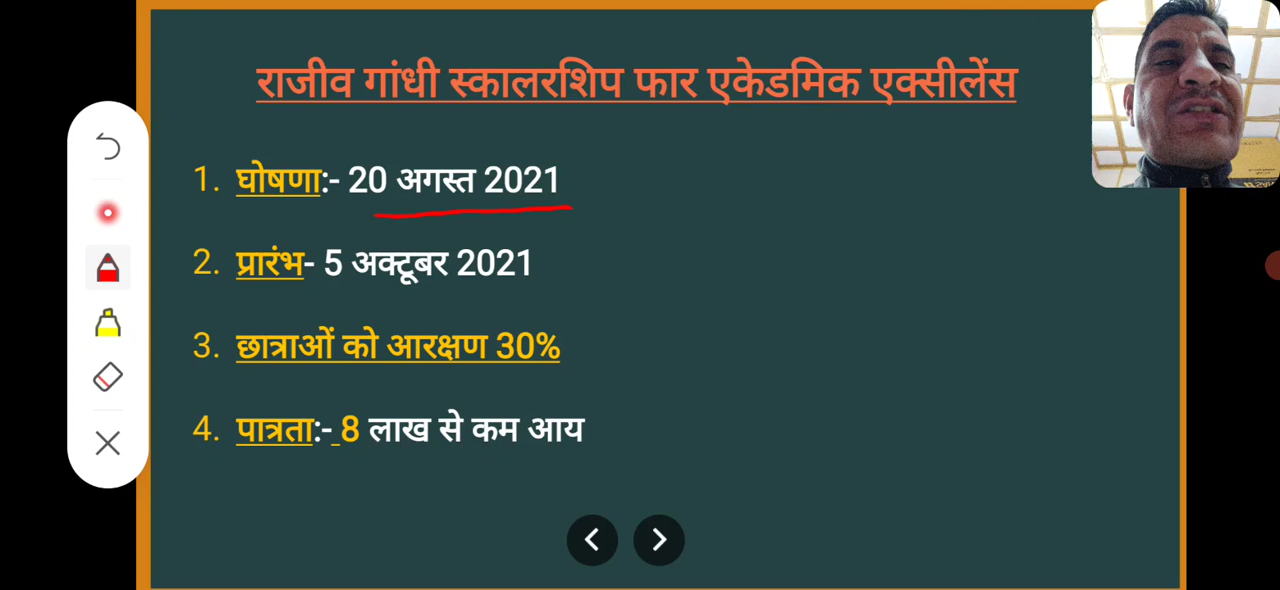 राजीव गांधी स्कालरशिप फार एकेडमिक एक्सीलेंस
1. घोषणा:- 20 अगस्त 2021
2. प्रारंभ- 5 अक्टूबर 2021
3. छात्राओं को आरक्षण 30%
4. पात्रता:- 8 लाख से कम आय